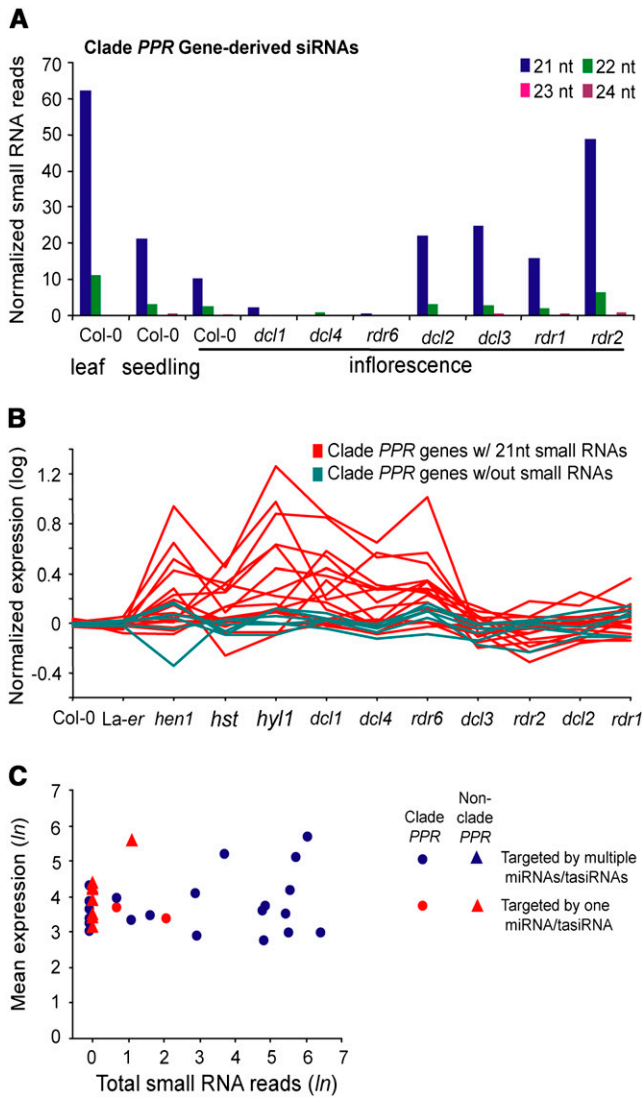 A
Clade PPR Gene-derived siRNAs
21 nt 22 nt
23 nt 24 nt
Normalized small RNA reads
70
60
50
40
30
20
10
0
Col-0 Col-0 Col-0 dcl1 dcl4 rdr6 dcl2 dcl3 rdr1 rdr2
leaf seedling inflorescence
B
Clade PPR genes w/ 21nt small RNAs
Clade PPR genes w/out small RNAs
Normalized expression (log)
1.2
0.8
0.4
0
-0.4
Col-0 La-er hen1 hst hyl1 dcl1 dcl4 rdr6 dcl3 rdr2 dcl2 rdr1
C
Mean expression (ln)
7
6
5
4
3
2
1
0
0 1 2 3 4 5 6 7
Total small RNA reads (ln)
Clade PPR
Non-clade PPR
Targeted by multiple
miRNAs/tasiRNAs
Targeted by one
miRNA/tasiRNA